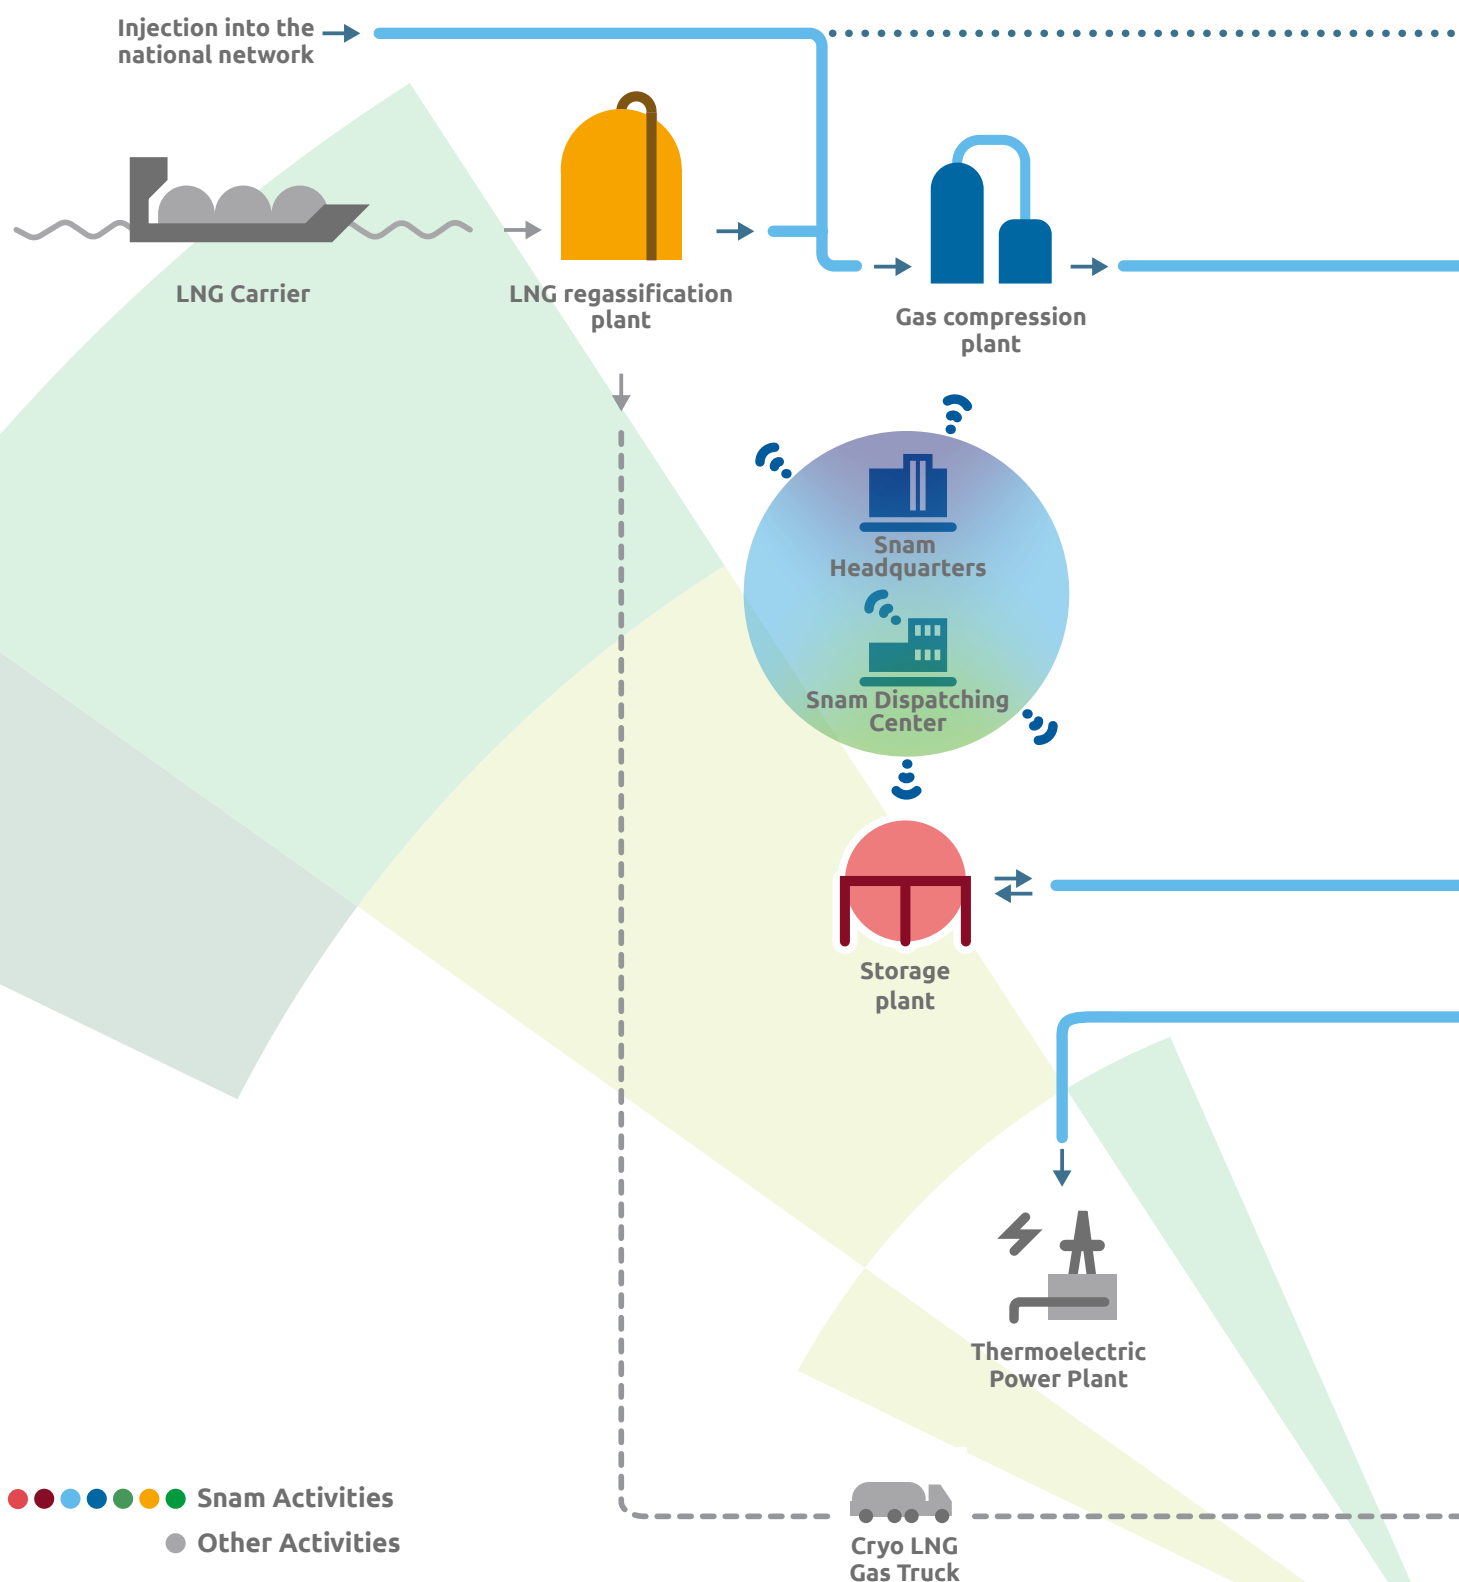 Injection into the
national network
LNG Carrier
LNG regassification
plant
Gas compression
plant
Snam
Headquarters
Snam Dispatching
Center
Storage
plant
Thermoelectric
Power Plant
Snam Activities
Other Activities
Cryo LNG
Gas Truck